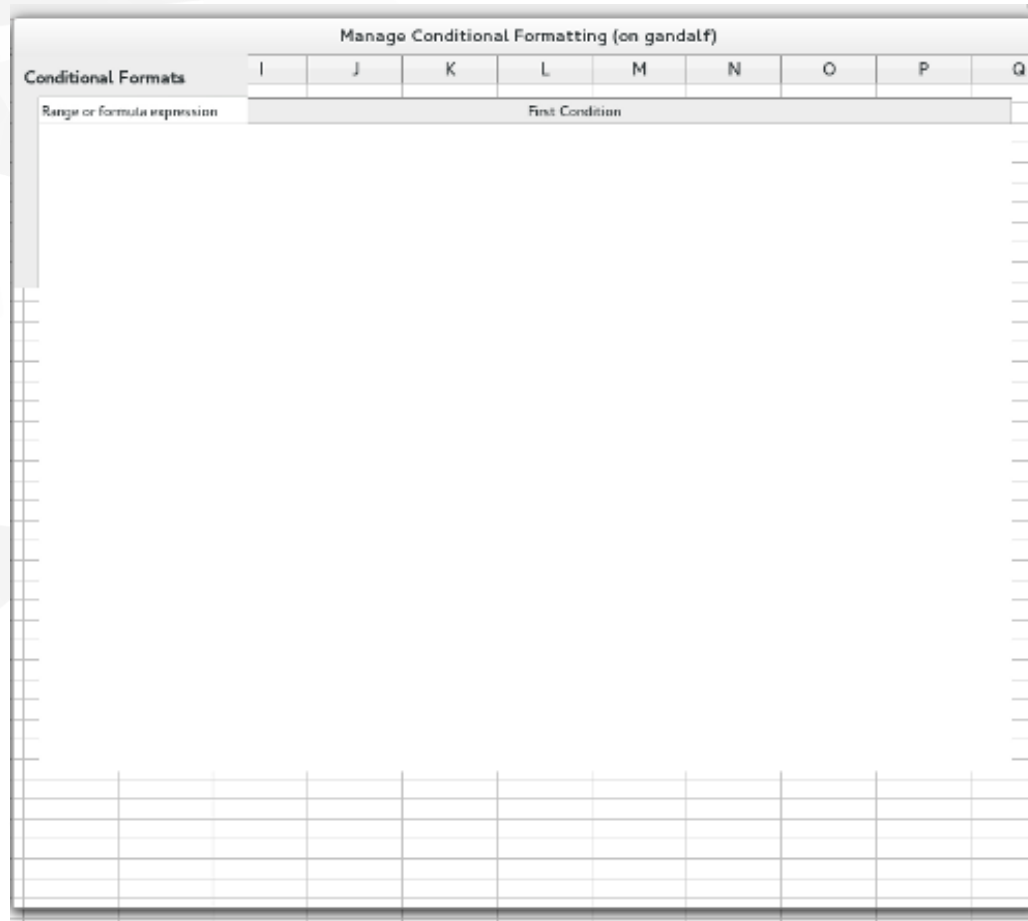 Manage Conditional Formatting (on gandalf)
Conditional Formats
I J K L M N O P Q
Range or formula expression First Condition